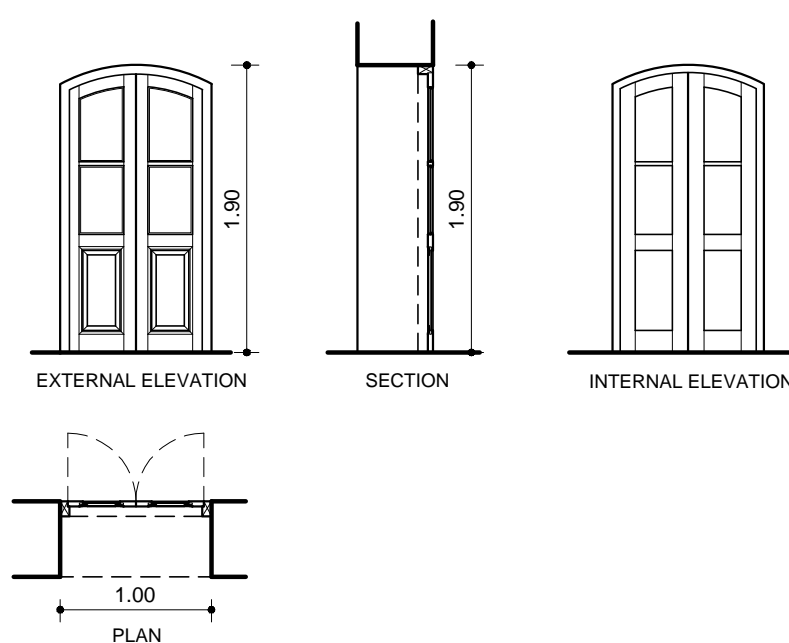 1.90
1.90
EXTERNAL ELEVATION
SECTION
INTERNAL ELEVATION
1.00
PLAN